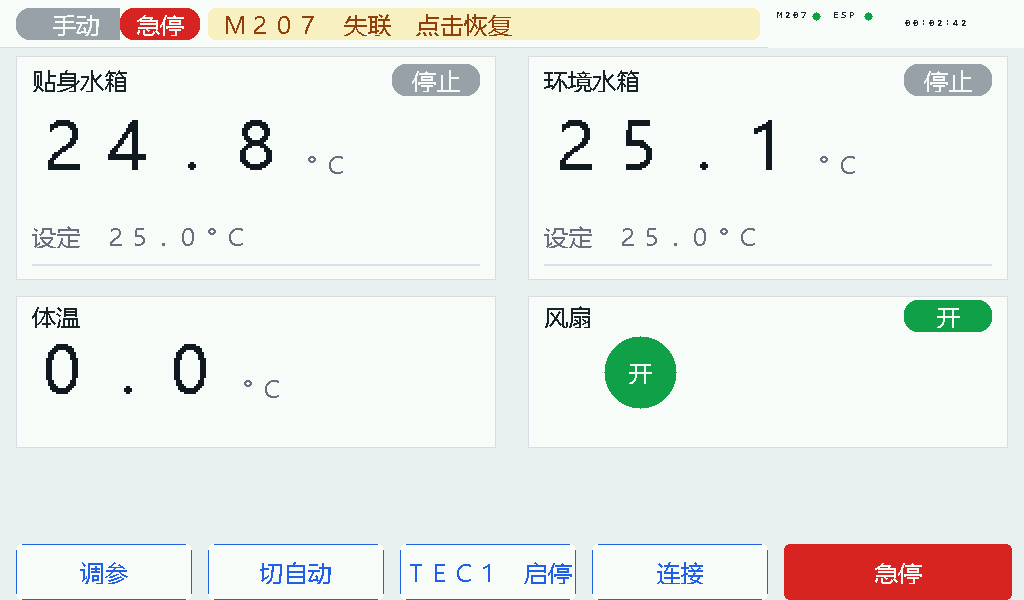 手动 急停 M207 失联 点击恢复 M207 ESP 00:02:42
贴身水箱 停止
24.8 °C
设定 25.0°C
环境水箱 停止
25.1 °C
设定 25.0°C
体温
0.0 °C
风扇 开
开
调参 切自动 TEC1 启停 连接 急停